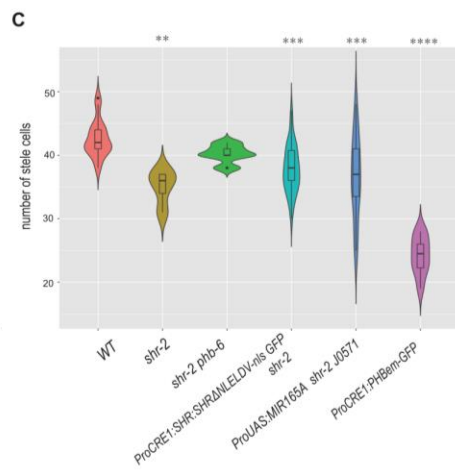 C
** *** *** ****
number of stele cells
50
40
30
20
WT
shr-2
shr-2 phb-6
ProCRE1:SHR:SHRΔNLELDV-nls GFP
shr-2
ProUAS:MIR165A shr-2 J0571
ProCRE1:PHBem-GFP